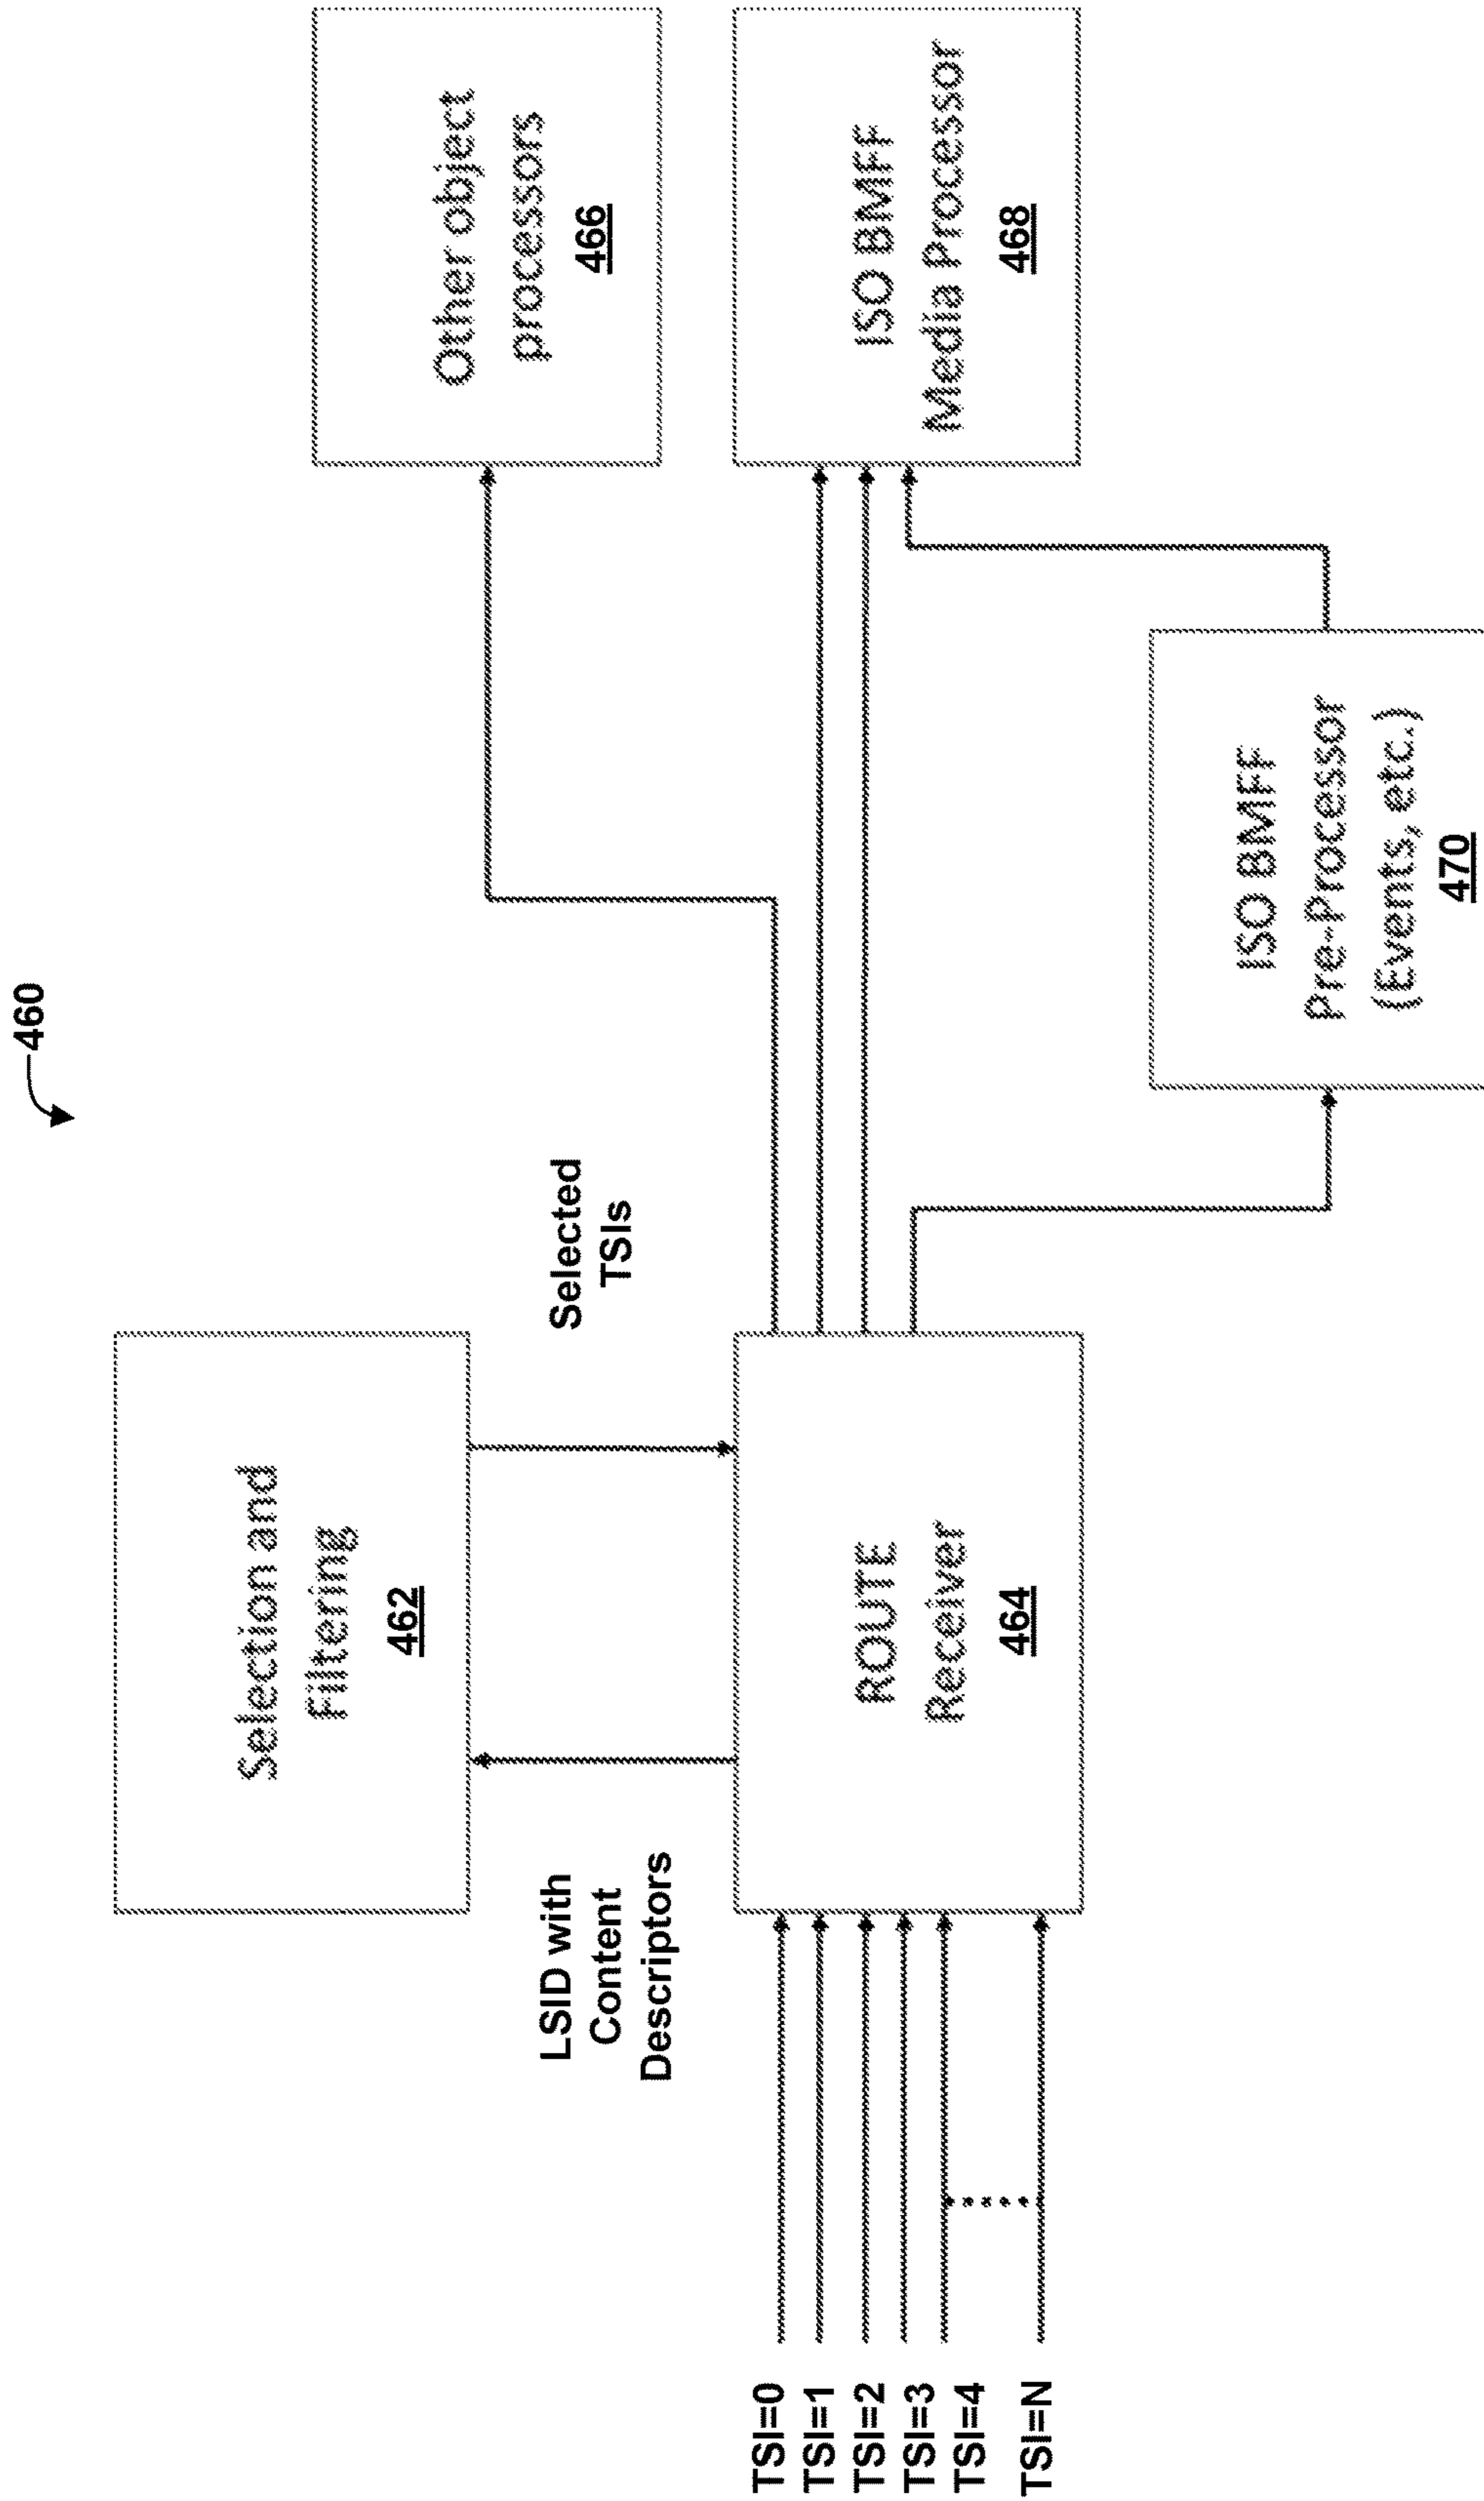 460
Selection and
Filtering
462
LSID with
Content
Descriptors
Selected
TSIs
TSI=0
TSI=1
TSI=2
TSI=3
TSI=4
TSI=N
ROUTE
Receiver
464
Other object
processors
466
ISO BMFF
Media Processor
468
ISO BMFF
Pre-Processor
(Events, etc.)
470